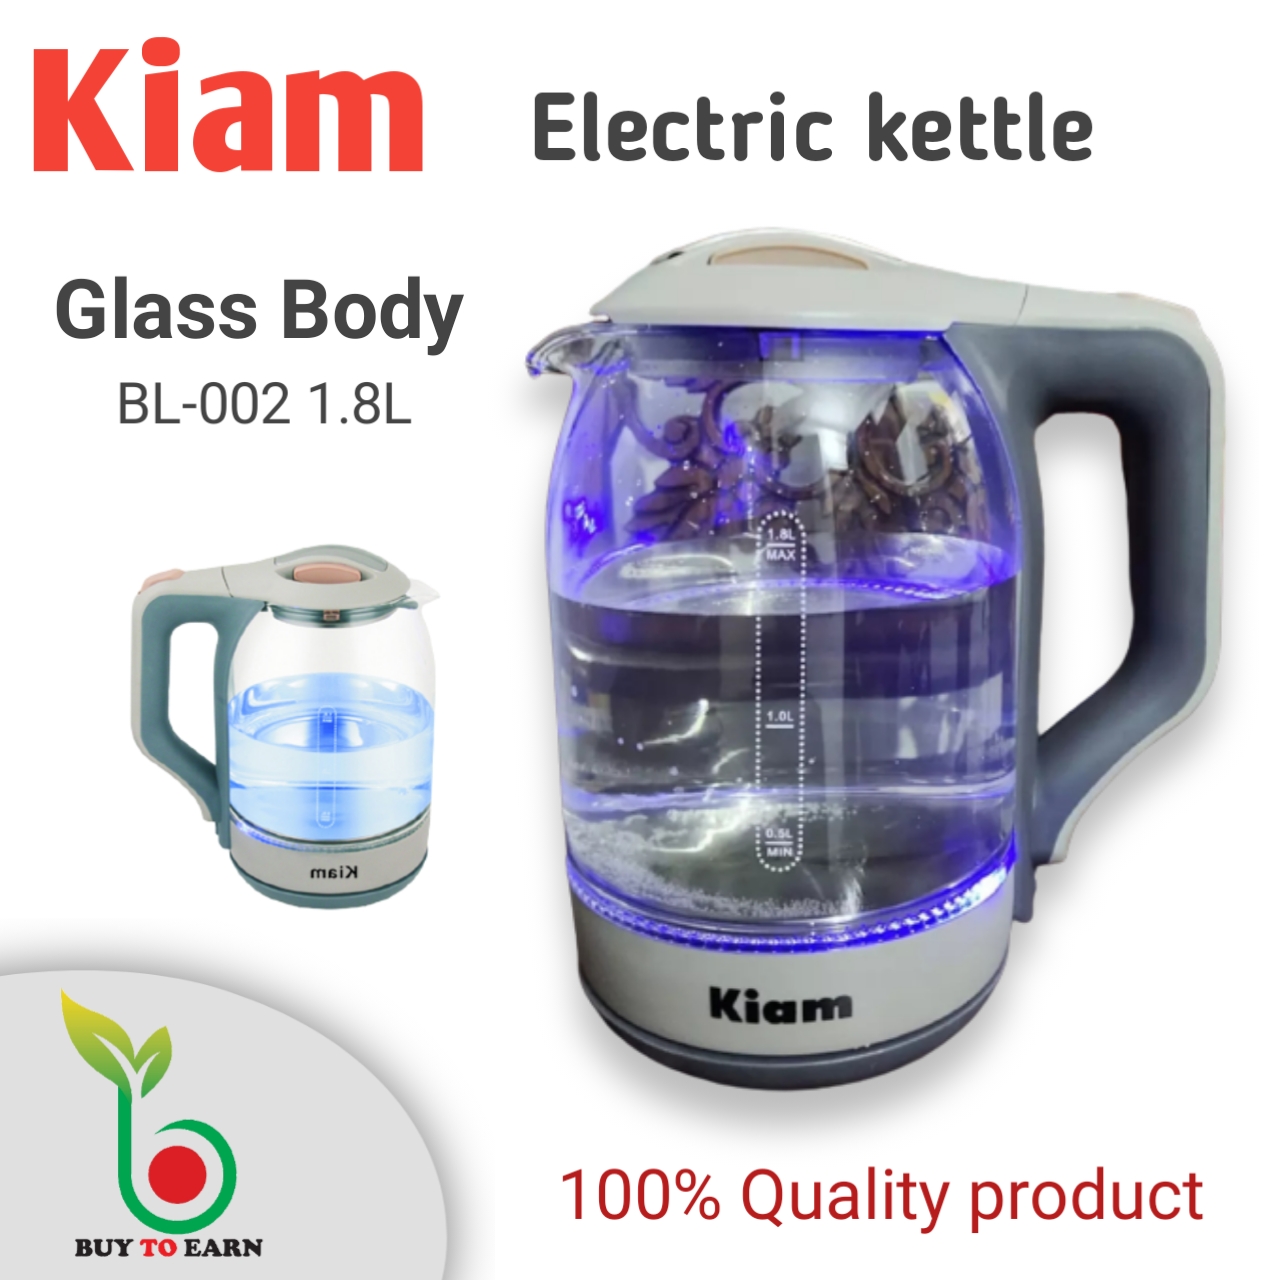 Kiam
Electric kettle
Glass Body
BL-002 1.8L
1.8L
MAX
1.0L
0.5L
MIN
Kiam
Kiam
BUY TO EARN
100% Quality product